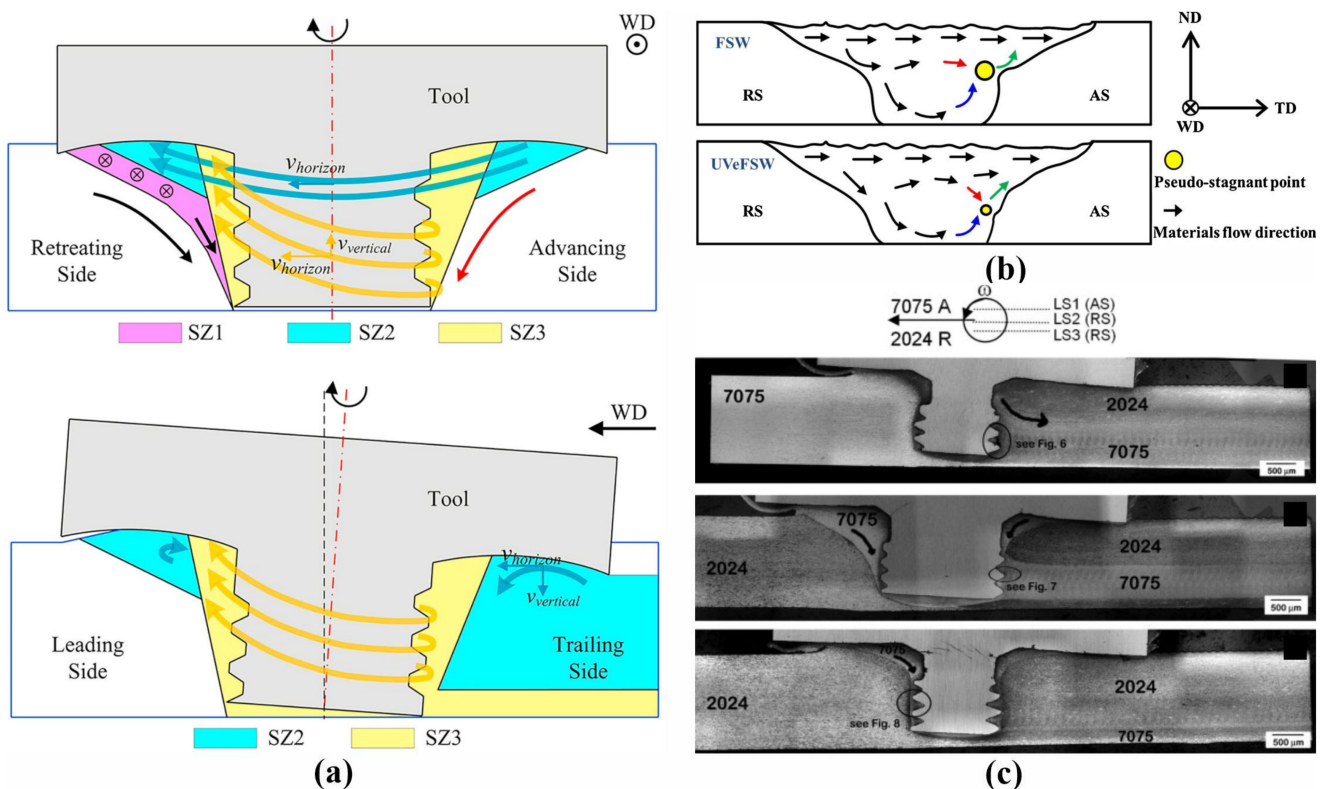 WD
Tool
v_horizon
v_vertical
v_horizon
Retreating
Side
Advancing
Side
SZ1
SZ2
SZ3
WD
Tool
v_horizon
v_vertical
Leading
Side
Trailing
Side
SZ2
SZ3
(a)
FSW
RS
AS
UVeFSW
RS
AS
ND
WD
TD
Pseudo-stagnant point
Materials flow direction
(b)
ω
7075 A
2024 R
LS1 (AS)
LS2 (RS)
LS3 (RS)
7075
2024
see Fig. 6
7075
500 µm
7075
2024
2024
see Fig. 7
7075
500 µm
7075
2024
2024
see Fig. 8
7075
500 µm
(c)